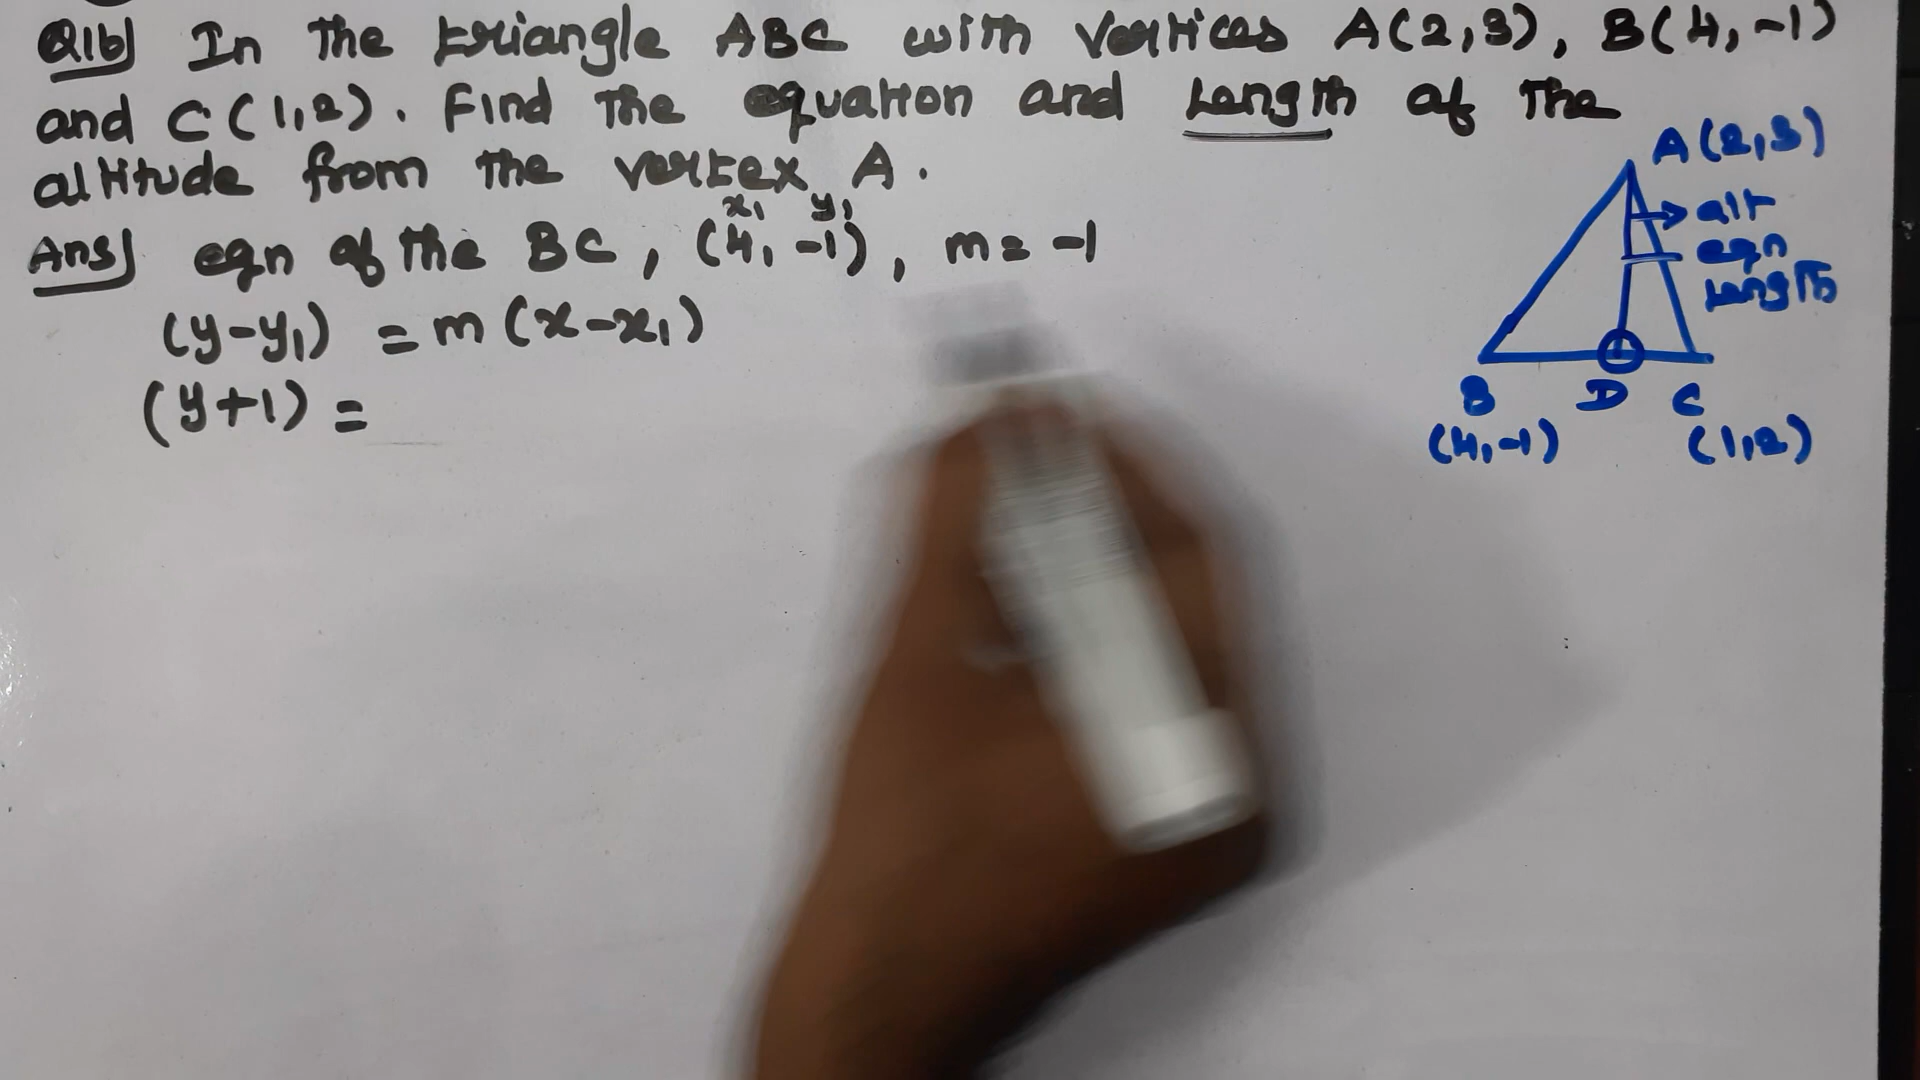 Q16) In the triangle ABC with vertices A(2,3), B(4,-1)
and C(1,2). Find the equation and Length of the
altitude from the vertex A.
Ans) eqn of the BC, (4, -1), m = -1
x₁ y₁
(y-y₁) = m(x-x₁)
(y+1) =
A(2,3)
alt
eqn
Length
B D C
(4,-1) (1,2)